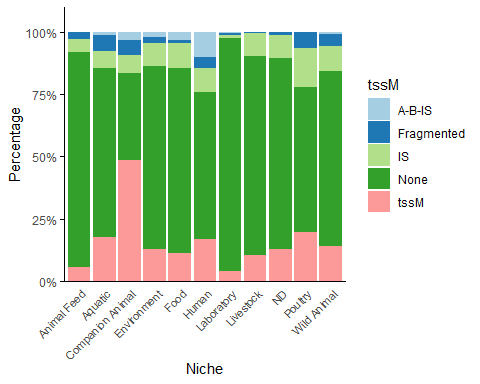 100%
75%
50%
25%
0%
Percentage
Animal Feed
Aquatic
Companion Animal
Environment
Food
Human
Laboratory
Livestock
ND
Poultry
Wild Animal
Niche
tssM
A-B-IS
Fragmented
IS
None
tssM